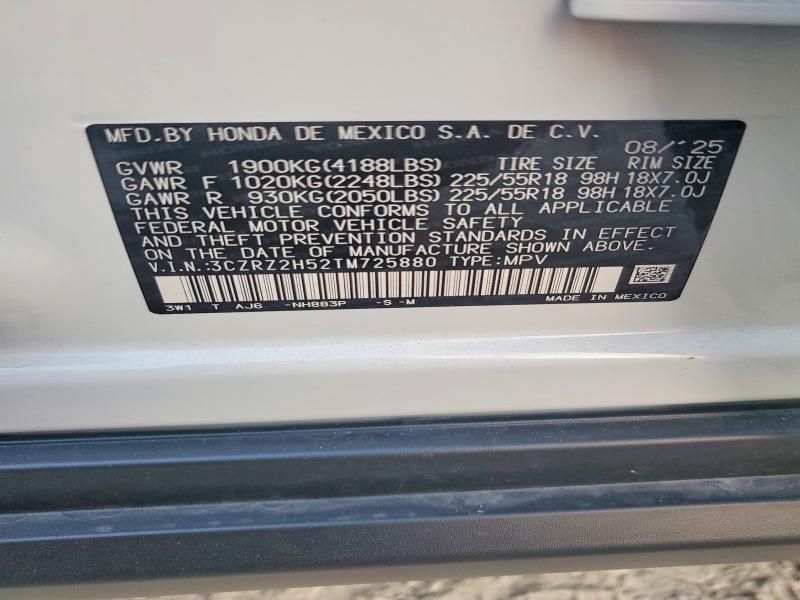 MFD.BY HONDA DE MEXICO S.A. DE C.V. 08/'25
GVWR 1900KG(4188LBS) TIRE SIZE RIM SIZE
GAWR F 1020KG(2248LBS) 225/55R18 98H 18X7.0J
GAWR R 930KG(2050LBS) 225/55R18 98H 18X7.0J
THIS VEHICLE CONFORMS TO ALL APPLICABLE
FEDERAL MOTOR VEHICLE SAFETY
AND THEFT PREVENTION STANDARDS IN EFFECT
ON THE DATE OF MANUFACTURE SHOWN ABOVE.
V.I.N.:3CZRZ2H52TM725880 TYPE:MPV
3W1 T AJ6 -NH883P -S -M MADE IN MEXICO